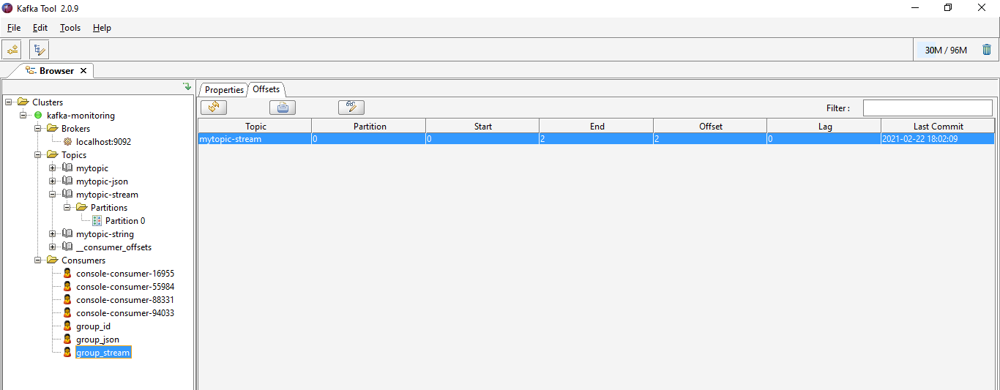 Kafka Tool 2.0.9
File Edit Tools Help
30M / 96M
Browser
Clusters
kafka-monitoring
Brokers
localhost:9092
Topics
mytopic
mytopic-json
mytopic-stream
Partitions
Partition 0
mytopic-string
__consumer_offsets
Consumers
console-consumer-16955
console-consumer-55984
console-consumer-88331
console-consumer-94033
group_id
group_json
group_stream
Properties Offsets
Filter :
Topic Partition Start End Offset Lag Last Commit
mytopic-stream 0 0 2 2 0 2021-02-22 18:02:09